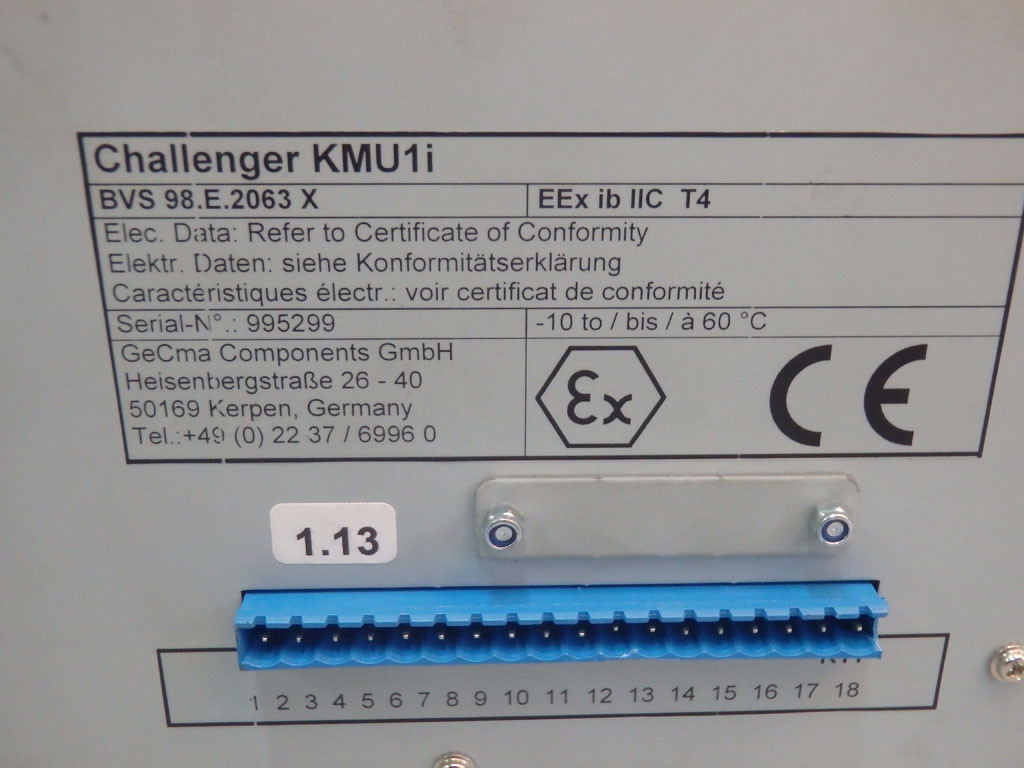 Challenger KMU1i
BVS 98.E.2063 X EEx ib IIC T4
Elec. Data: Refer to Certificate of Conformity
Elektr. Daten: siehe Konformitätserklärung
Caractéristiques électr.: voir certificat de conformité
Serial-N°.: 995299 -10 to / bis / à 60 °C
GeCma Components GmbH
Heisenbergstraße 26 - 40
50169 Kerpen, Germany
Tel.:+49 (0) 22 37 / 6996 0
Ex CE
1.13
1 2 3 4 5 6 7 8 9 10 11 12 13 14 15 16 17 18